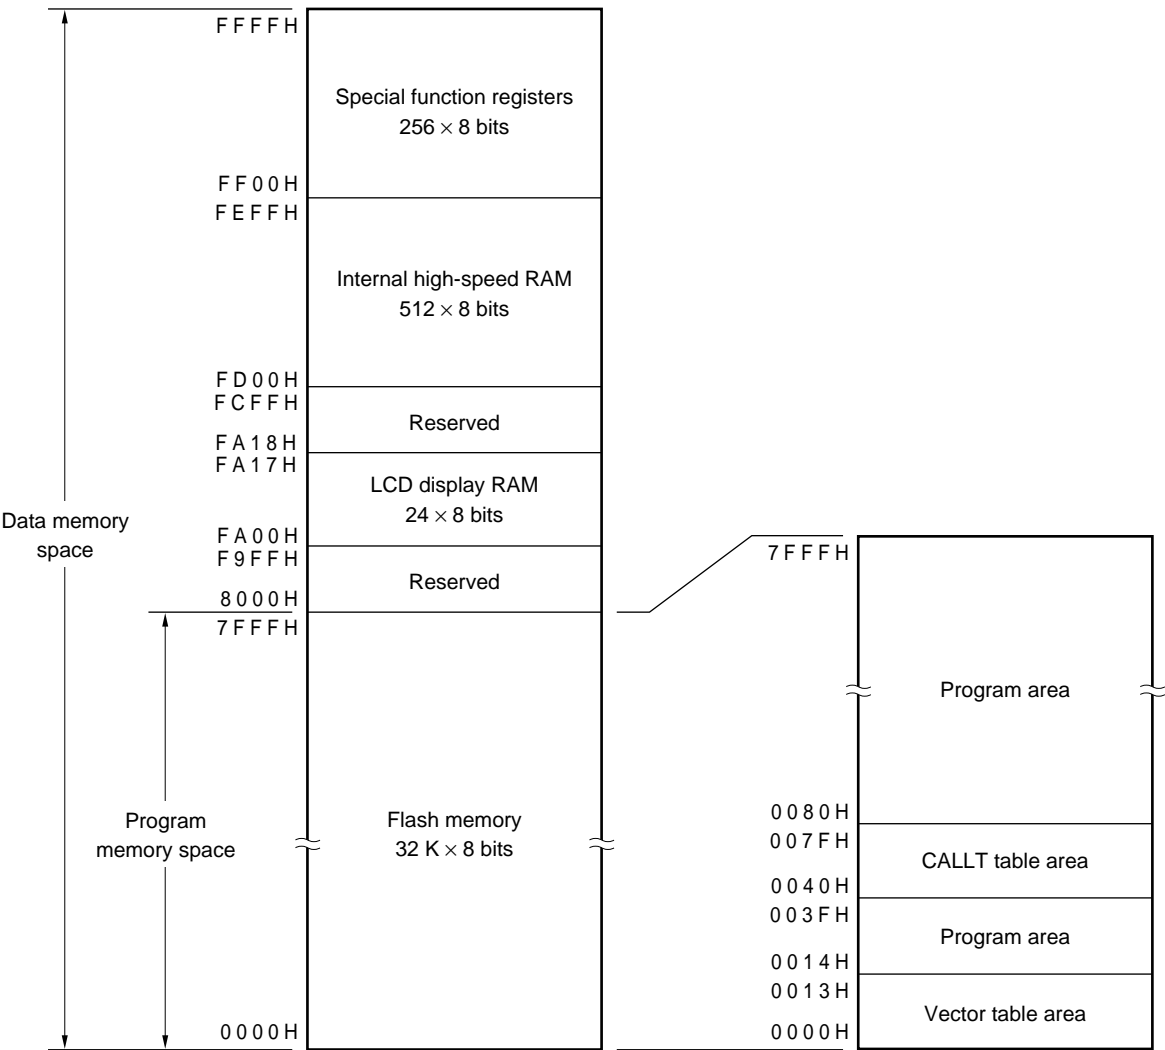 FFFFH
Special function registers
256 × 8 bits
FF00H
FEFFH
Internal high-speed RAM
512 × 8 bits
FD00H
FCFFH
Reserved
FA18H
FA17H
LCD display RAM
24 × 8 bits
Data memory
space
FA00H
F9FFH
Reserved
8000H
7FFFH
Program
memory space
Flash memory
32 K × 8 bits
0000H
7FFFH
Program area
0080H
007FH
CALLT table area
0040H
003FH
Program area
0014H
0013H
Vector table area
0000H